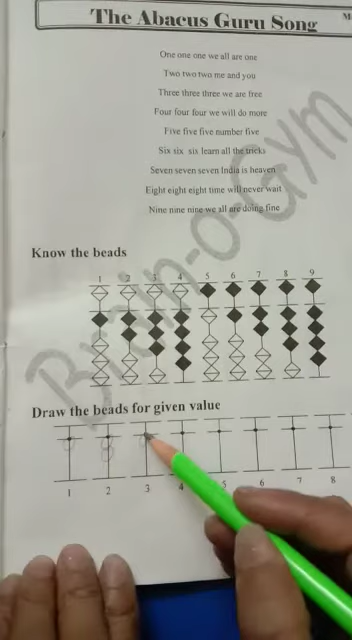 The Abacus Guru Song
One one one we all are one
Two two two me and you
Three three three we are free
Four four four we will do more
Five five five number five
Six six six learn all the tricks
Seven seven seven India is heaven
Eight eight eight time will never wait
Nine nine nine we all are doing fine
Brain-o-Gym
Know the beads
1 2 3 4 5 6 7 8 9
Draw the beads for given value
1 2 3 4 5 6 7 8